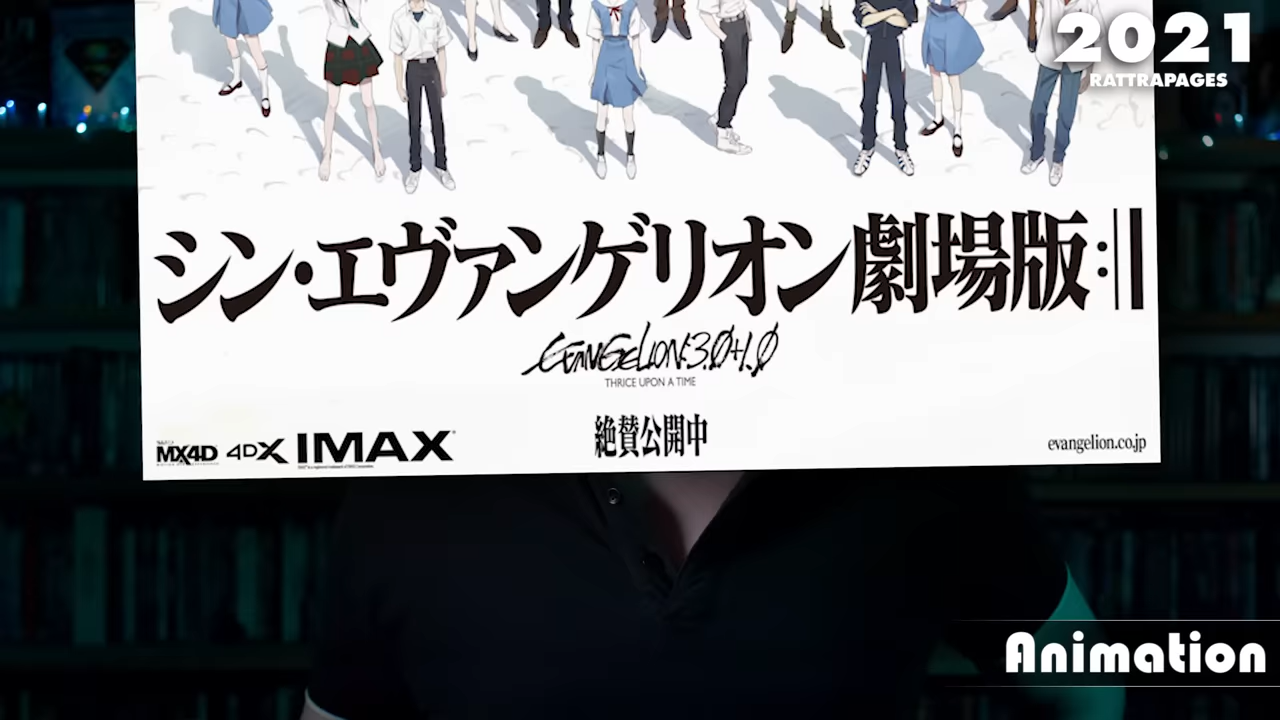 2021
RATTRAPAGES
シン・エヴァンゲリオン劇場版:||
EVANGELION:3.0+1.0
THRICE UPON A TIME
絶賛公開中
MX4D 4DX IMAX
evangelion.co.jp
Animation